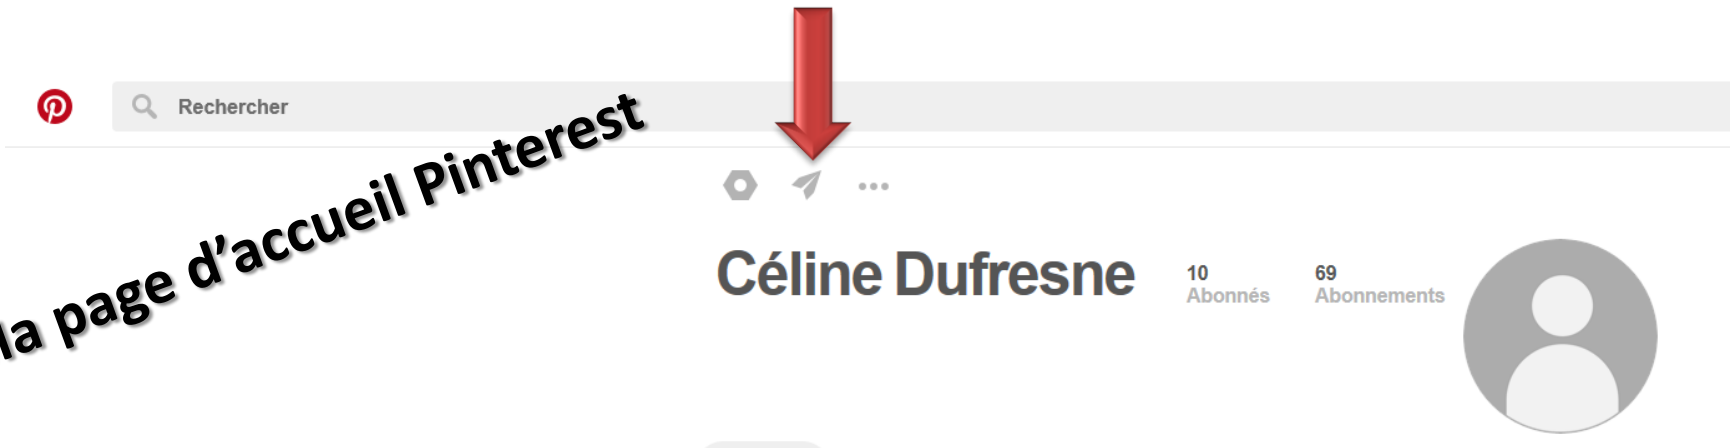 Rechercher
la page d’accueil Pinterest
Céline Dufresne
10
Abonnés
69
Abonnements